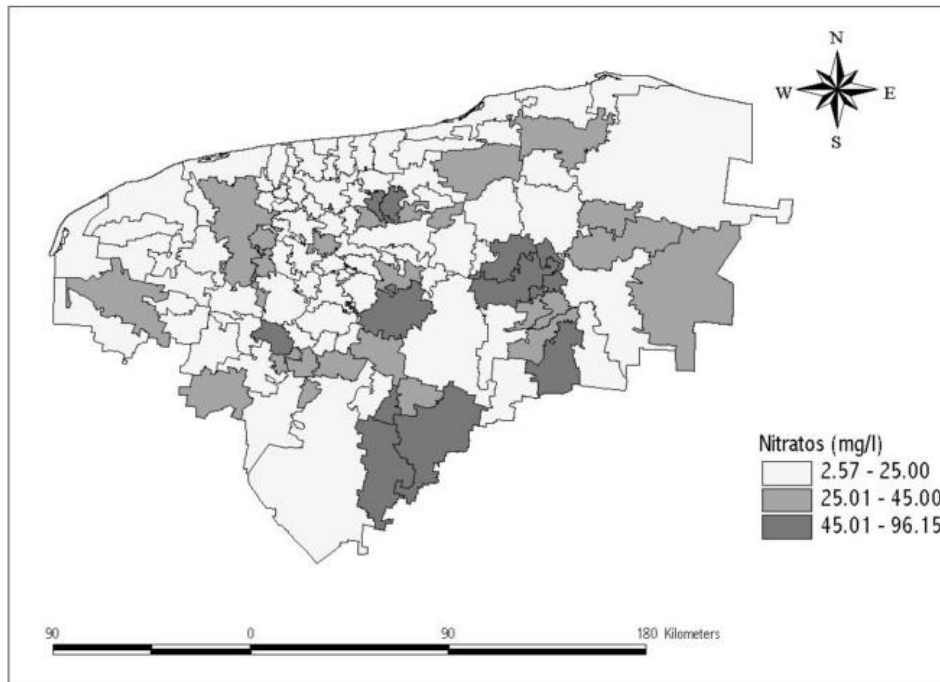 N
W E
S
Nitratos (mg/l)
2.57 - 25.00
25.01 - 45.00
45.01 - 96.15
90 0 90 180 Kilometers